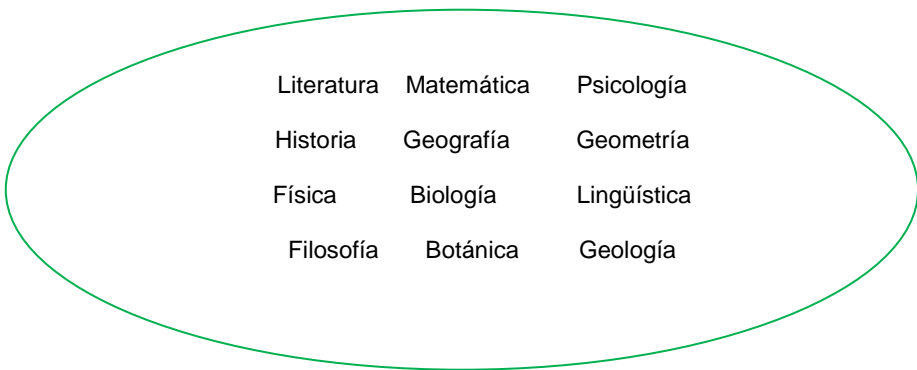 Literatura Matemática Psicología
Historia Geografía Geometría
Física Biología Lingüística
Filosofía Botánica Geología